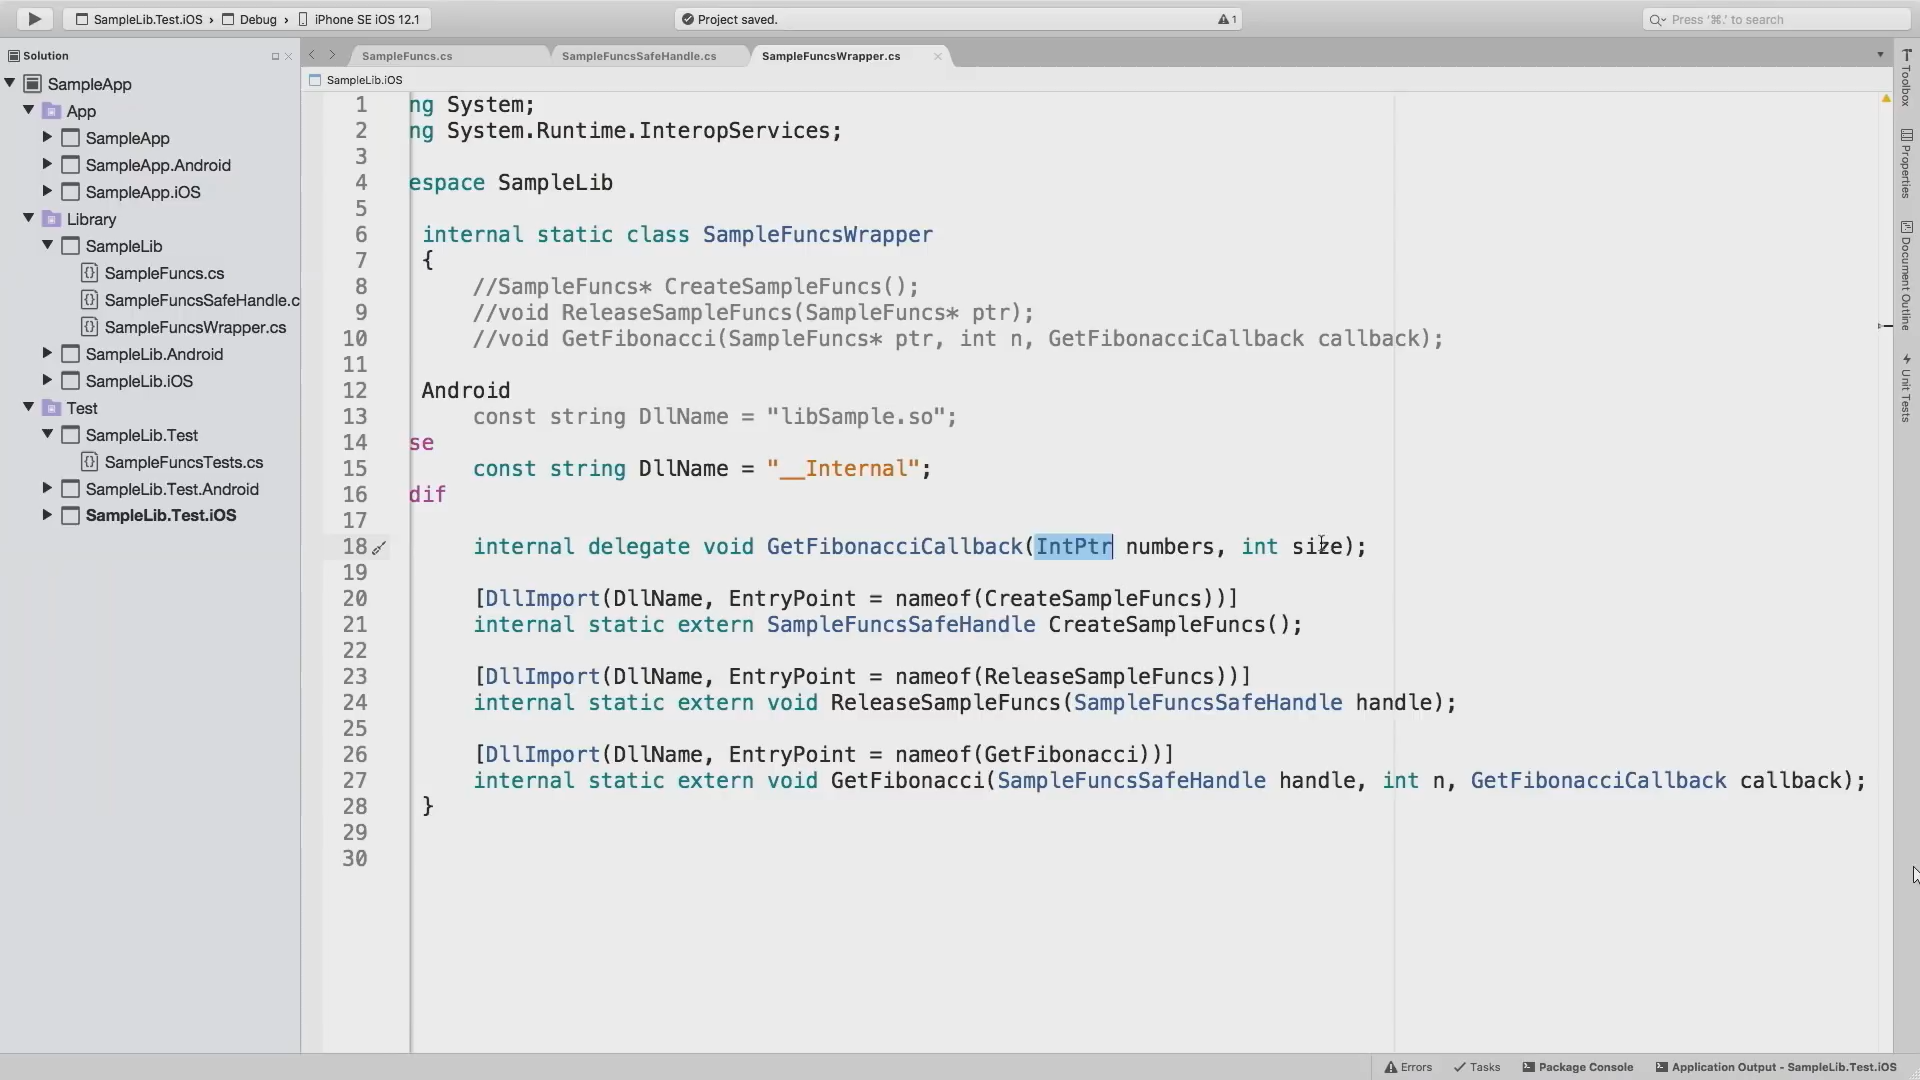 SampleLib.Test.iOS › Debug › iPhone SE iOS 12.1
Project saved.
1
Press '⌘.' to search
Solution
SampleApp
App
SampleApp
SampleApp.Android
SampleApp.iOS
Library
SampleLib
SampleFuncs.cs
SampleFuncsSafeHandle.c
SampleFuncsWrapper.cs
SampleLib.Android
SampleLib.iOS
Test
SampleLib.Test
SampleFuncsTests.cs
SampleLib.Test.Android
SampleLib.Test.iOS
SampleFuncs.cs
SampleFuncsSafeHandle.cs
SampleFuncsWrapper.cs
SampleLib.iOS
1 ng System;
2 ng System.Runtime.InteropServices;
3
4 espace SampleLib
5
6 internal static class SampleFuncsWrapper
7 {
8 //SampleFuncs* CreateSampleFuncs();
9 //void ReleaseSampleFuncs(SampleFuncs* ptr);
10 //void GetFibonacci(SampleFuncs* ptr, int n, GetFibonacciCallback callback);
11
12 Android
13 const string DllName = "libSample.so";
14 se
15 const string DllName = "__Internal";
16 dif
17
18 internal delegate void GetFibonacciCallback(IntPtr numbers, int size);
19
20 [DllImport(DllName, EntryPoint = nameof(CreateSampleFuncs))]
21 internal static extern SampleFuncsSafeHandle CreateSampleFuncs();
22
23 [DllImport(DllName, EntryPoint = nameof(ReleaseSampleFuncs))]
24 internal static extern void ReleaseSampleFuncs(SampleFuncsSafeHandle handle);
25
26 [DllImport(DllName, EntryPoint = nameof(GetFibonacci))]
27 internal static extern void GetFibonacci(SampleFuncsSafeHandle handle, int n, GetFibonacciCallback callback);
28 }
29
30
Toolbox
Properties
Document Outline
Unit Tests
Errors
Tasks
Package Console
Application Output - SampleLib.Test.iOS